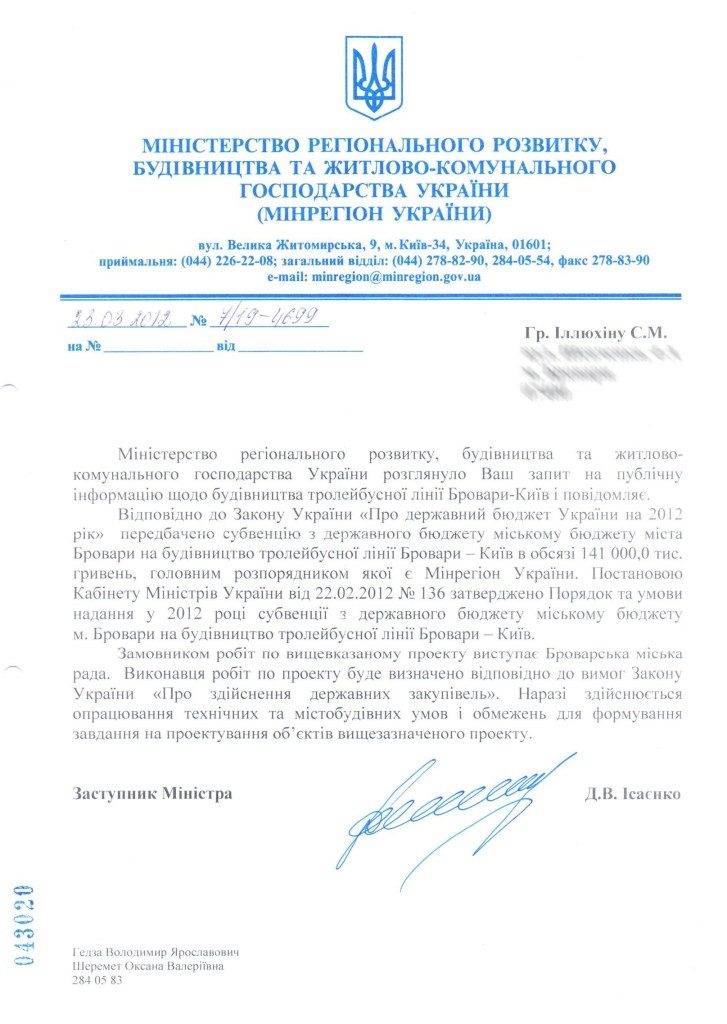 МІНІСТЕРСТВО РЕГІОНАЛЬНОГО РОЗВИТКУ,
БУДІВНИЦТВА ТА ЖИТЛОВО-КОМУНАЛЬНОГО
ГОСПОДАРСТВА УКРАЇНИ
(МІНРЕГІОН УКРАЇНИ)
вул. Велика Житомирська, 9, м. Київ-34, Україна, 01601;
приймальня: (044) 226-22-08; загальний відділ: (044) 278-82-90, 284-05-54, факс 278-83-90
e-mail: minregion@minregion.gov.ua
23.03.2012 № 7/19-4699
на № від
Гр. Іллюхіну С.М.
Міністерство регіонального розвитку, будівництва та житлово-
комунального господарства України розглянуло Ваш запит на публічну
інформацію щодо будівництва тролейбусної лінії Бровари-Київ і повідомляє.
Відповідно до Закону України «Про державний бюджет України на 2012
рік» передбачено субвенцію з державного бюджету міському бюджету міста
Бровари на будівництво тролейбусної лінії Бровари – Київ в обсязі 141 000,0 тис.
гривень, головним розпорядником якої є Мінрегіон України. Постановою
Кабінету Міністрів України від 22.02.2012 № 136 затверджено Порядок та умови
надання у 2012 році субвенції з державного бюджету міському бюджету
м. Бровари на будівництво тролейбусної лінії Бровари – Київ.
Замовником робіт по вищевказаному проекту виступає Броварська міська
рада. Виконавця робіт по проекту буде визначено відповідно до вимог Закону
України «Про здійснення державних закупівель». Наразі здійснюється
опрацювання технічних та містобудівних умов і обмежень для формування
завдання на проектування об’єктів вищезазначеного проекту.
Заступник Міністра Д.В. Ісаєнко
043020
Гедза Володимир Ярославович
Шеремет Оксана Валеріївна
284 05 83